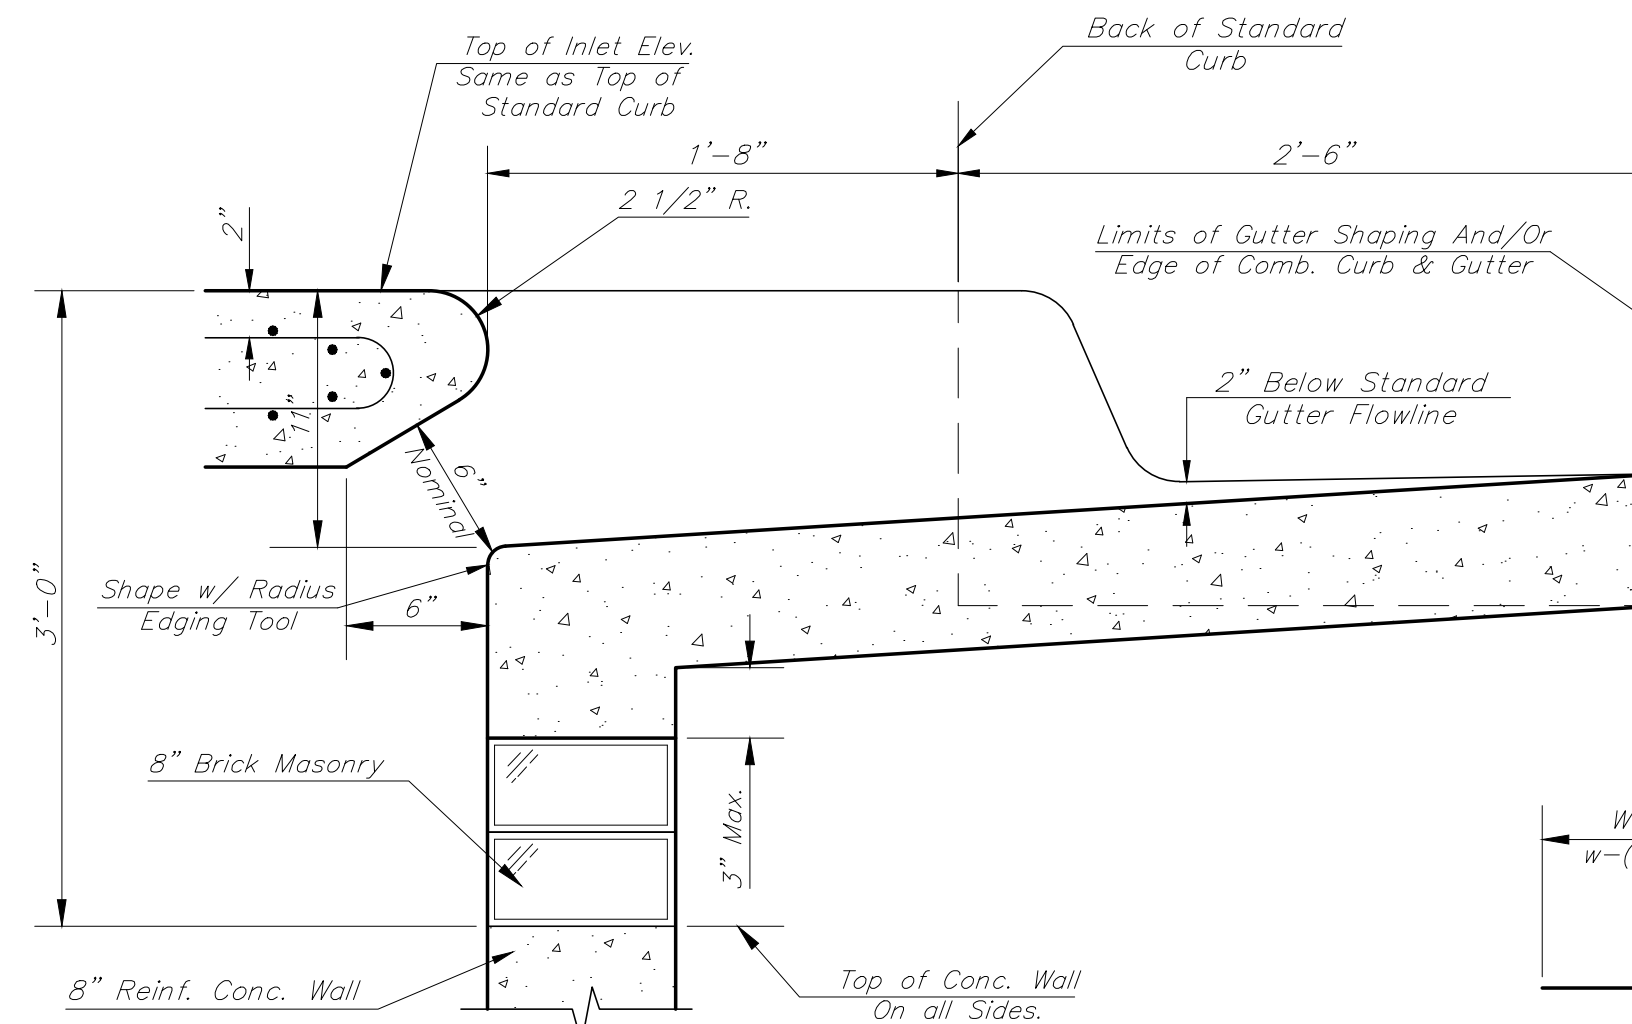 Top of Inlet Elev.
Same as Top of
Standard Curb
Back of Standard
Curb
1'-8"
2'-6"
2 1/2" R.
2"
Limits of Gutter Shaping And/Or
Edge of Comb. Curb & Gutter
2" Below Standard
Gutter Flowline
11"
6"
Nominal
3'-0"
Shape w/ Radius
Edging Tool
6"
8" Brick Masonry
3" Max.
W
w-(
8" Reinf. Conc. Wall
Top of Conc. Wall
On all Sides.